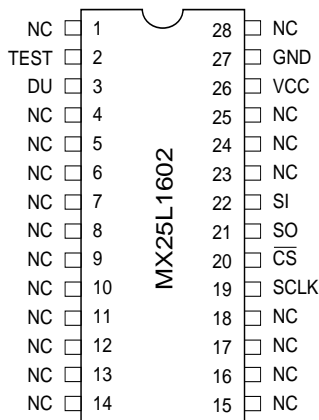 NC 1 28 NC
TEST 2 27 GND
DU 3 26 VCC
NC 4 25 NC
NC 5 24 NC
NC 6 23 NC
NC 7 22 SI
NC 8 21 SO
NC 9 20 CS
NC 10 19 SCLK
NC 11 18 NC
NC 12 17 NC
NC 13 16 NC
NC 14 15 NC
MX25L1602